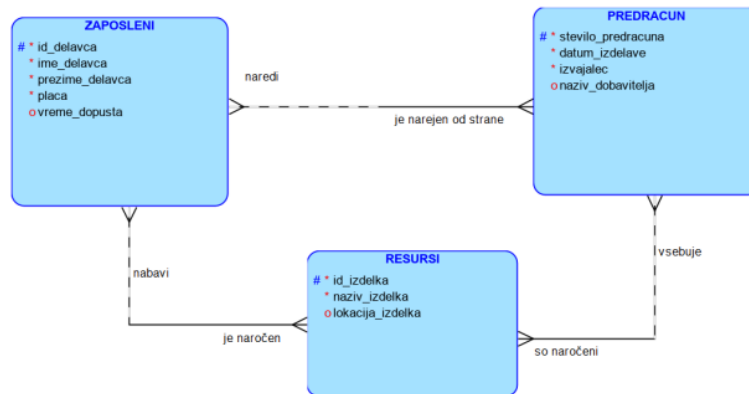 ZAPOSLENI
# * id_delavca
* ime_delavca
* prezime_delavca
* placa
o vreme_dopusta
PREDRACUN
# * stevilo_predracuna
* datum_izdelave
* izvajalec
o naziv_dobavitelja
naredi
je narejen od strane
nabavi
vsebuje
RESURSI
# * id_izdelka
* naziv_izdelka
o lokacija_izdelka
je naročen
so naročeni